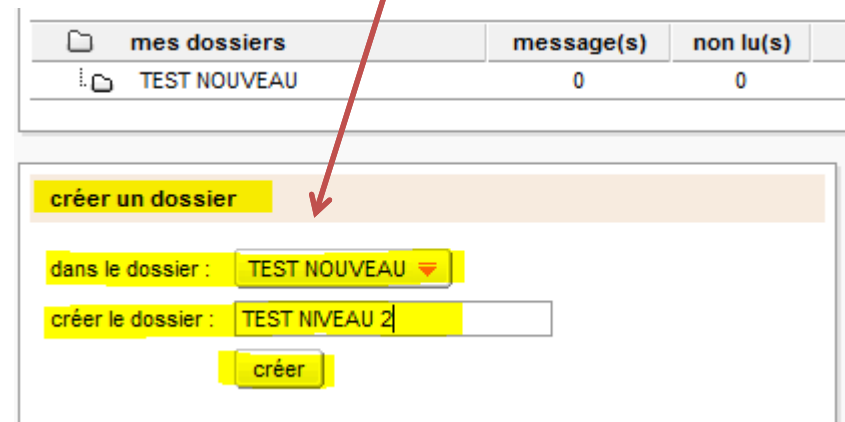 mes dossiers message(s) non lu(s)
TEST NOUVEAU 0 0
créer un dossier
dans le dossier : TEST NOUVEAU
créer le dossier : TEST NIVEAU 2
créer